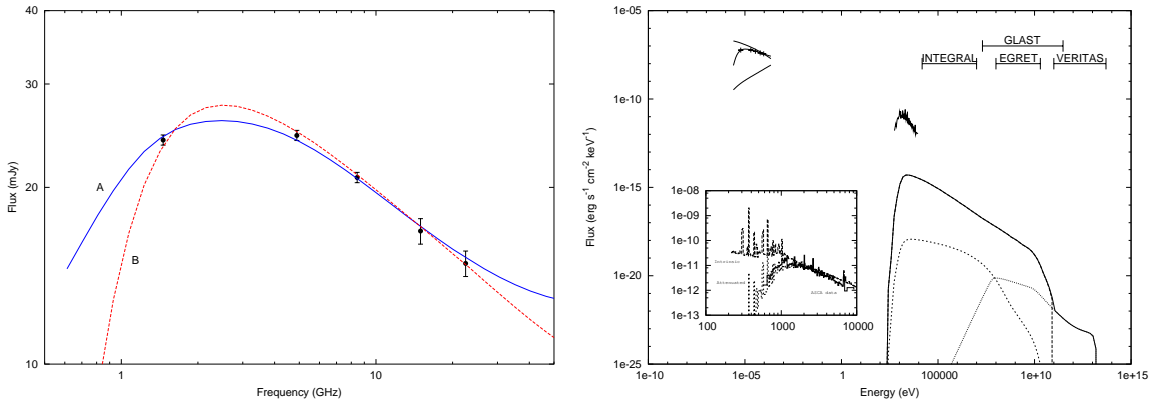 40
30
20
10
1
10
Flux (mJy)
Frequency (GHz)
A
B
1e-05
1e-10
1e-15
1e-20
1e-25
1e-10
1e-05
1
100000
1e+10
1e+15
Flux (erg s-1 cm-2 keV-1)
Energy (eV)
GLAST
INTEGRAL
EGRET
VERITAS
1e-08
1e-09
1e-10
1e-11
1e-12
1e-13
100
1000
10000
Intrinsic
Attenuated
ASCA data